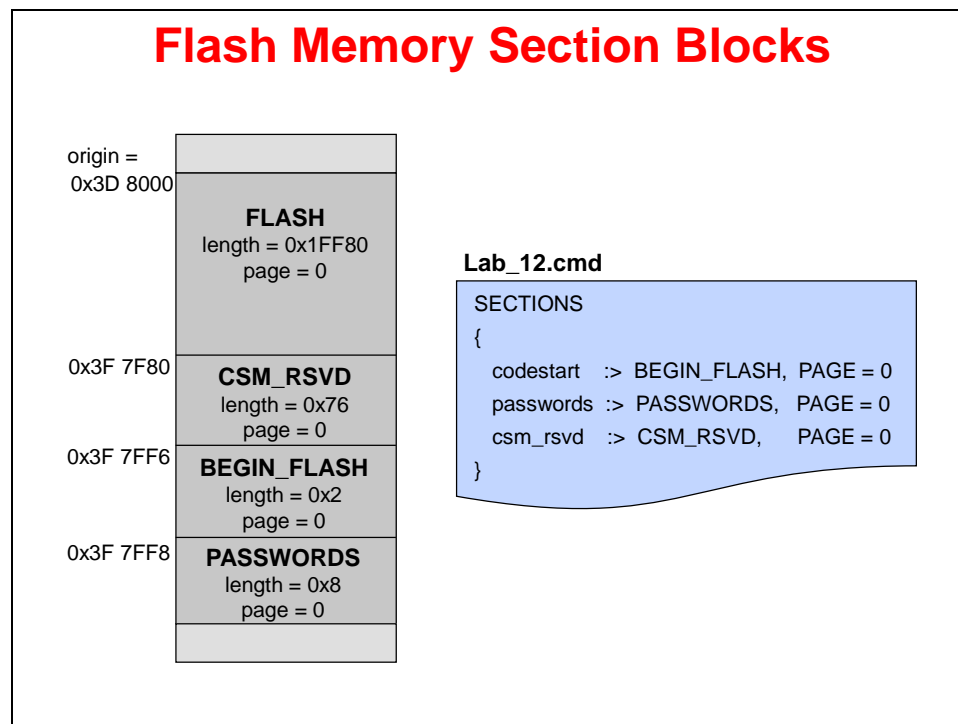 Flash Memory Section Blocks
origin =
0x3D 8000
FLASH
length = 0x1FF80
page = 0
0x3F 7F80
CSM_RSVD
length = 0x76
page = 0
0x3F 7FF6
BEGIN_FLASH
length = 0x2
page = 0
0x3F 7FF8
PASSWORDS
length = 0x8
page = 0
Lab_12.cmd
SECTIONS
{
codestart :> BEGIN_FLASH, PAGE = 0
passwords :> PASSWORDS, PAGE = 0
csm_rsvd :> CSM_RSVD, PAGE = 0
}